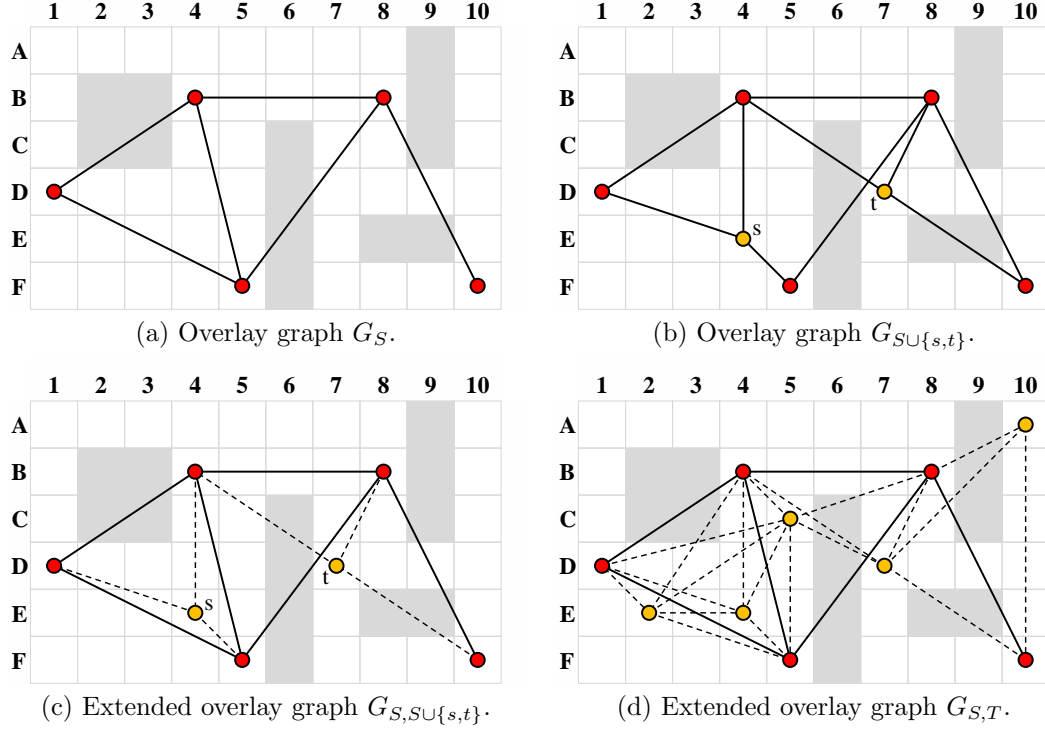 1 2 3 4 5 6 7 8 9 10
A
B
C
D
E
F
(a) Overlay graph G_S.
1 2 3 4 5 6 7 8 9 10
A
B
C
D
E
F
s
t
(b) Overlay graph G_{S∪{s,t}}.
1 2 3 4 5 6 7 8 9 10
A
B
C
D
E
F
s
t
(c) Extended overlay graph G_{S,S∪{s,t}}.
1 2 3 4 5 6 7 8 9 10
A
B
C
D
E
F
(d) Extended overlay graph G_{S,T}.